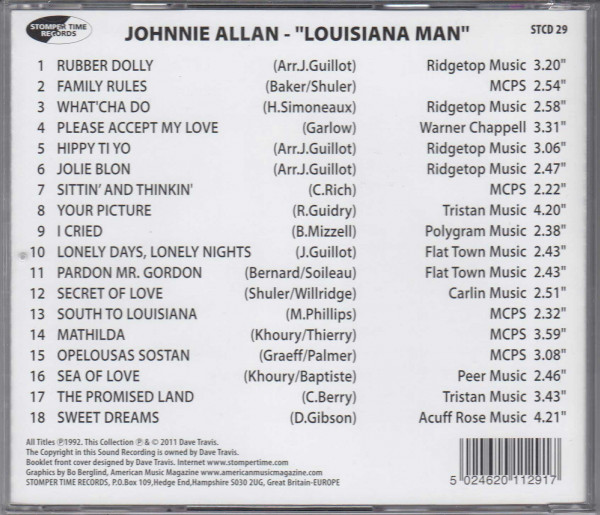 STOMPER TIME RECORDS
JOHNNIE ALLAN - "LOUISIANA MAN" STCD 29
1 RUBBER DOLLY (Arr.J.Guillot) Ridgetop Music 3.20"
2 FAMILY RULES (Baker/Shuler) MCPS 2.54"
3 WHAT'CHA DO (H.Simoneaux) Ridgetop Music 2.58"
4 PLEASE ACCEPT MY LOVE (Garlow) Warner Chappell 3.31"
5 HIPPY TI YO (Arr.J.Guillot) Ridgetop Music 3.06"
6 JOLIE BLON (Arr.J.Guillot) Ridgetop Music 2.47"
7 SITTIN' AND THINKIN' (C.Rich) MCPS 2.22"
8 YOUR PICTURE (R.Guidry) Tristan Music 4.20"
9 I CRIED (B.Mizzell) Polygram Music 2.38"
10 LONELY DAYS, LONELY NIGHTS (J.Guillot) Flat Town Music 2.43"
11 PARDON MR. GORDON (Bernard/Soileau) Flat Town Music 2.43"
12 SECRET OF LOVE (Shuler/Willridge) Carlin Music 2.51"
13 SOUTH TO LOUISIANA (M.Phillips) MCPS 2.32"
14 MATHILDA (Khoury/Thierry) MCPS 3.59"
15 OPELOUSAS SOSTAN (Graeff/Palmer) MCPS 3.08"
16 SEA OF LOVE (Khoury/Baptiste) Peer Music 2.46"
17 THE PROMISED LAND (C.Berry) Tristan Music 3.43"
18 SWEET DREAMS (D.Gibson) Acuff Rose Music 4.21"
All Titles ℗1992. This Collection ℗ & © 2011 Dave Travis.
The Copyright in this Sound Recording is owned by Dave Travis.
Booklet front cover designed by Dave Travis. Internet www.stompertime.com
Graphics by Bo Berglind, American Music Magazine. www.americanmusicmagazine.com
STOMPER TIME RECORDS, P.O.Box 109,Hedge End,Hampshire SO30 2UG, Great Britain-EUROPE
5 024620 112917